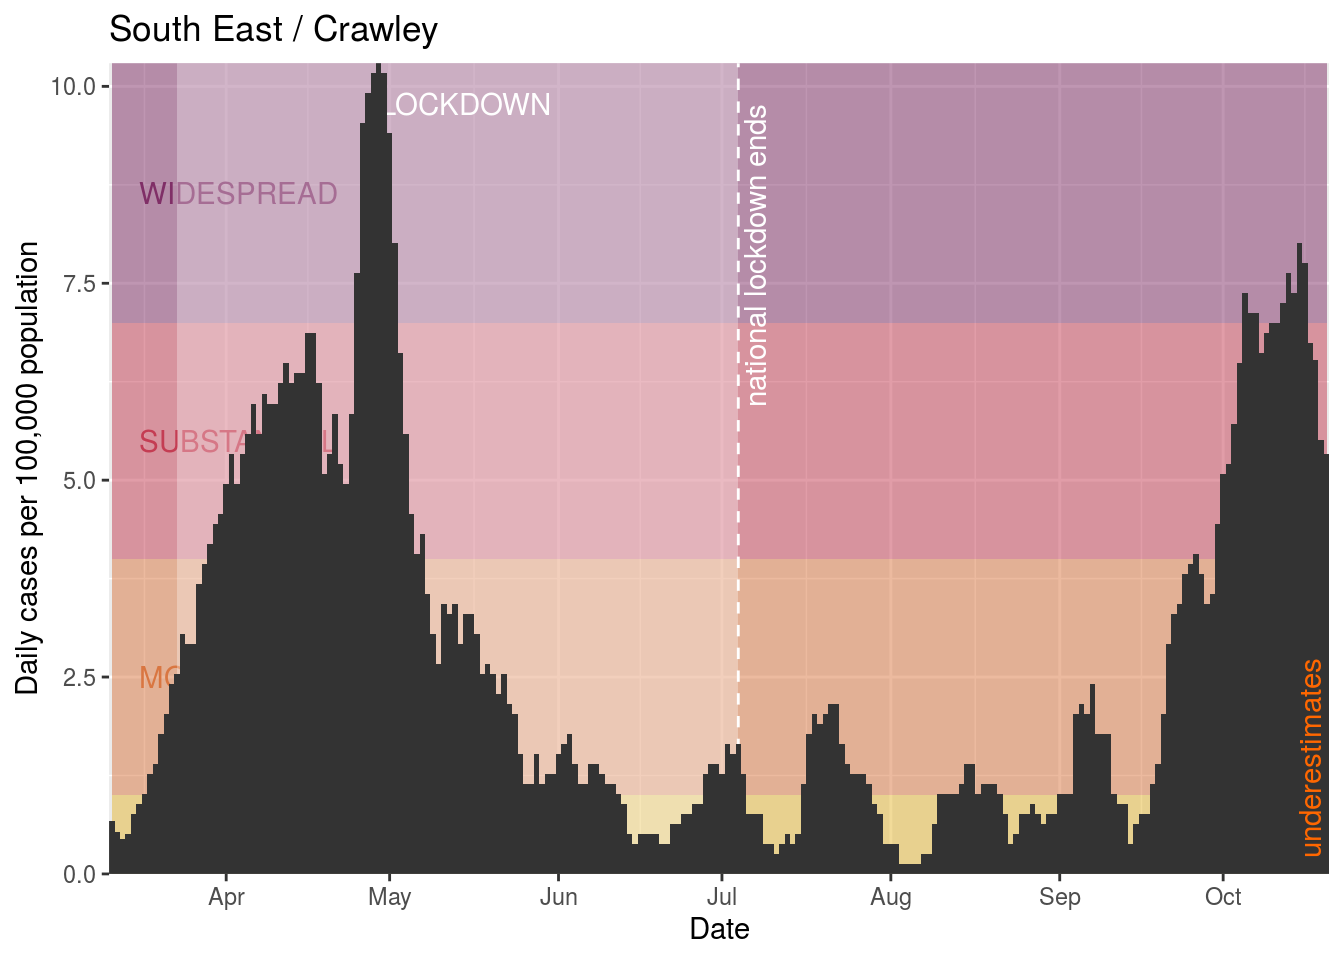 South East / Crawley
10.0
7.5
5.0
2.5
0.0
Daily cases per 100,000 population
LOCKDOWN
WIDESPREAD
national lockdown ends
underestimates
Apr
May
Jun
Jul
Aug
Sep
Oct
Date